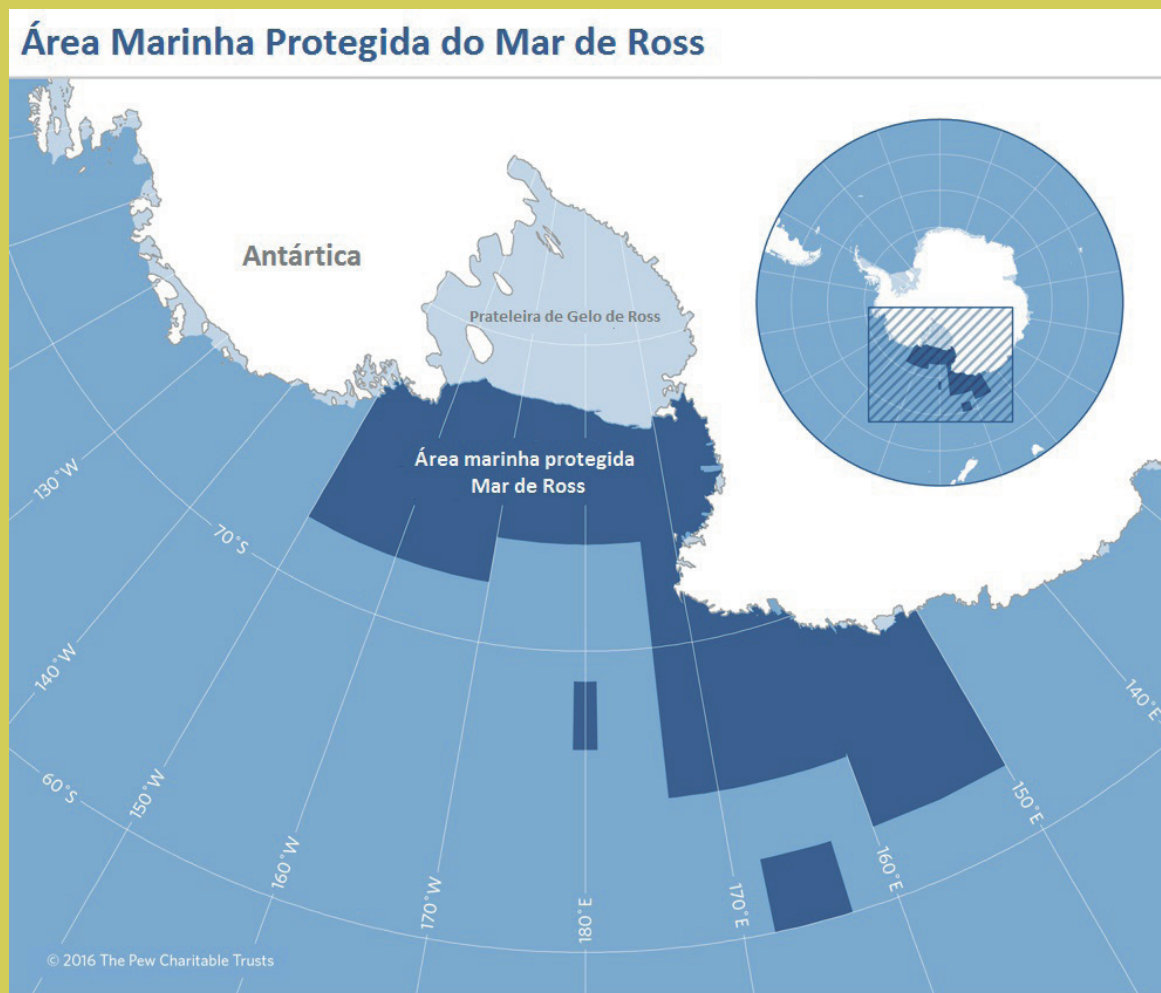 Área Marinha Protegida do Mar de Ross
Antártica
Prateleira de Gelo de Ross
Área marinha protegida
Mar de Ross
130°W
70°S
140°W
140°E
60°S
150°W
150°E
160°W
160°E
170°W
170°E
180°E
© 2016 The Pew Charitable Trusts